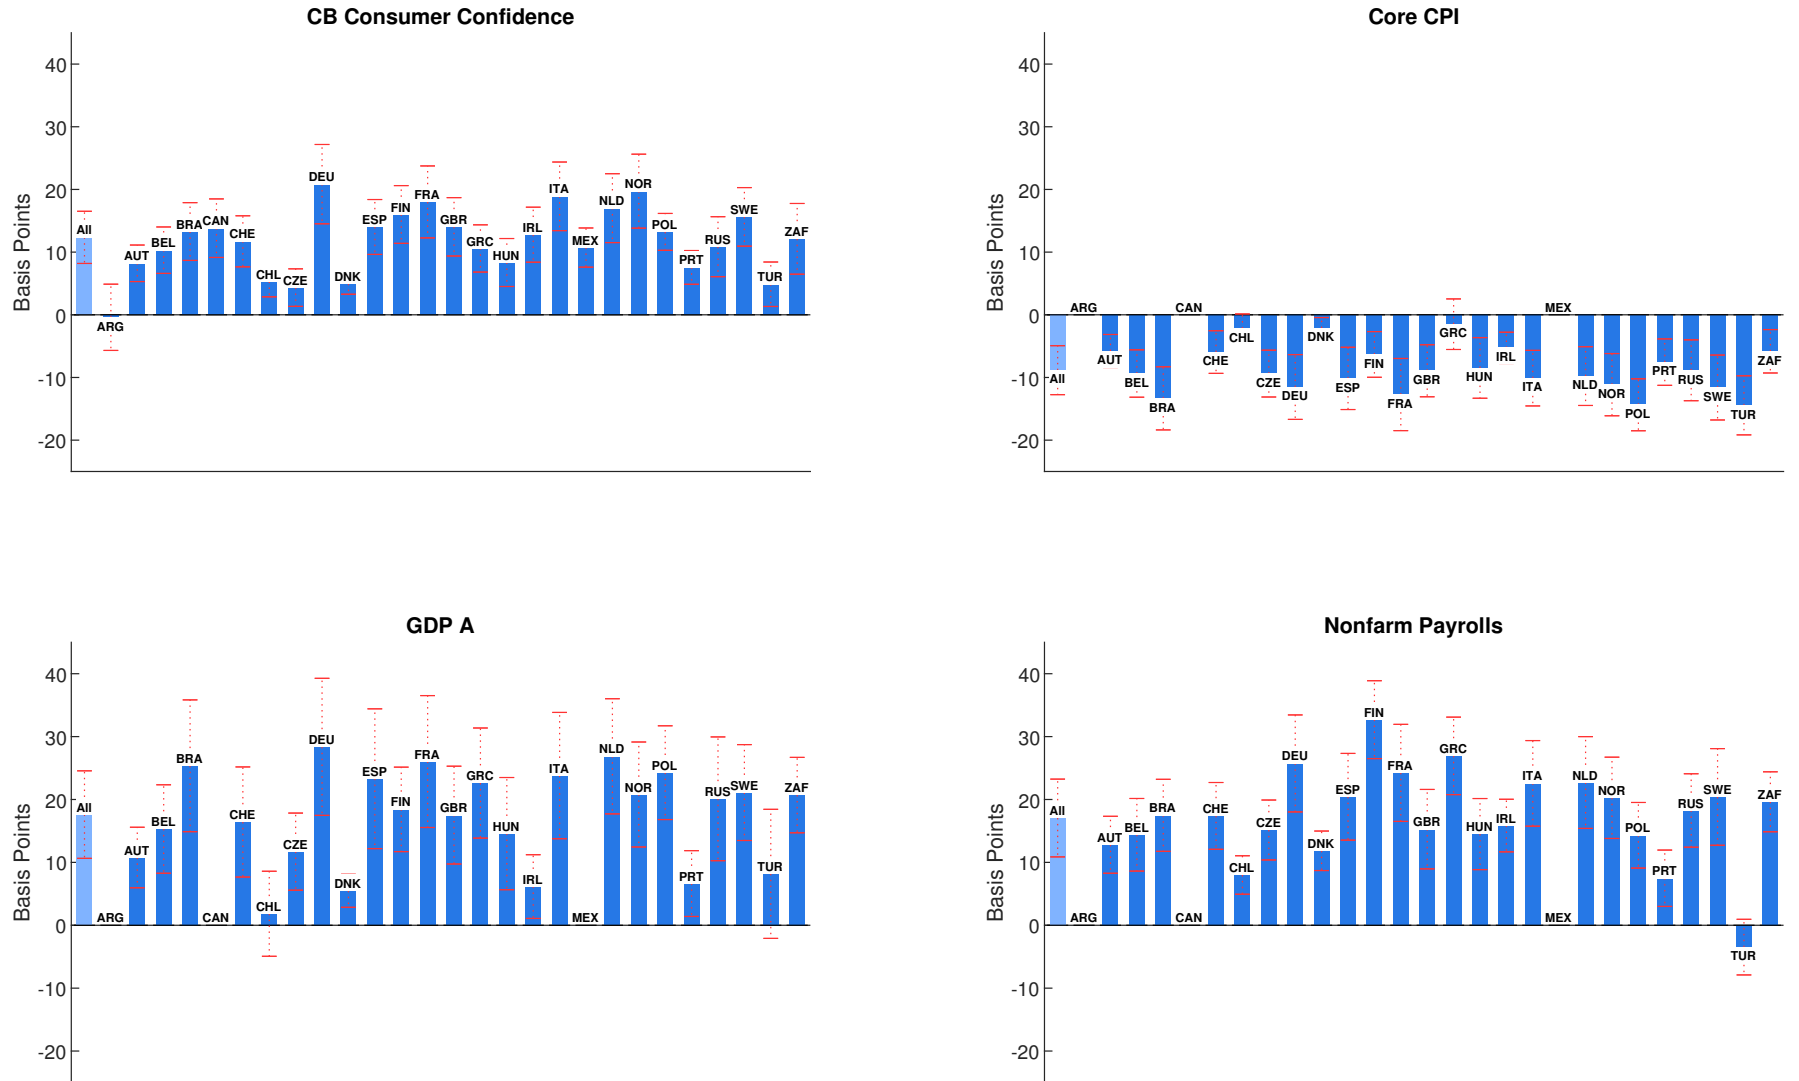 CB Consumer Confidence
Basis Points
40
30
20
10
0
-10
-20
All
ARG
AUT
BEL
BRA
CAN
CHE
CHL
CZE
DEU
DNK
ESP
FIN
FRA
GBR
GRC
HUN
IRL
ITA
MEX
NLD
NOR
POL
PRT
RUS
SWE
TUR
ZAF
Core CPI
Basis Points
40
30
20
10
0
-10
-20
All
ARG
AUT
BEL
BRA
CAN
CHE
CHL
CZE
DEU
DNK
ESP
FIN
FRA
GBR
GRC
HUN
IRL
ITA
MEX
NLD
NOR
POL
PRT
RUS
SWE
TUR
ZAF
GDP A
Basis Points
40
30
20
10
0
-10
-20
All
ARG
AUT
BEL
BRA
CAN
CHE
CHL
CZE
DEU
DNK
ESP
FIN
FRA
GBR
GRC
HUN
IRL
ITA
MEX
NLD
NOR
POL
PRT
RUS
SWE
TUR
ZAF
Nonfarm Payrolls
Basis Points
40
30
20
10
0
-10
-20
All
ARG
AUT
BEL
BRA
CAN
CHE
CHL
CZE
DEU
DNK
ESP
FIN
FRA
GBR
GRC
HUN
IRL
ITA
MEX
NLD
NOR
POL
PRT
RUS
SWE
TUR
ZAF